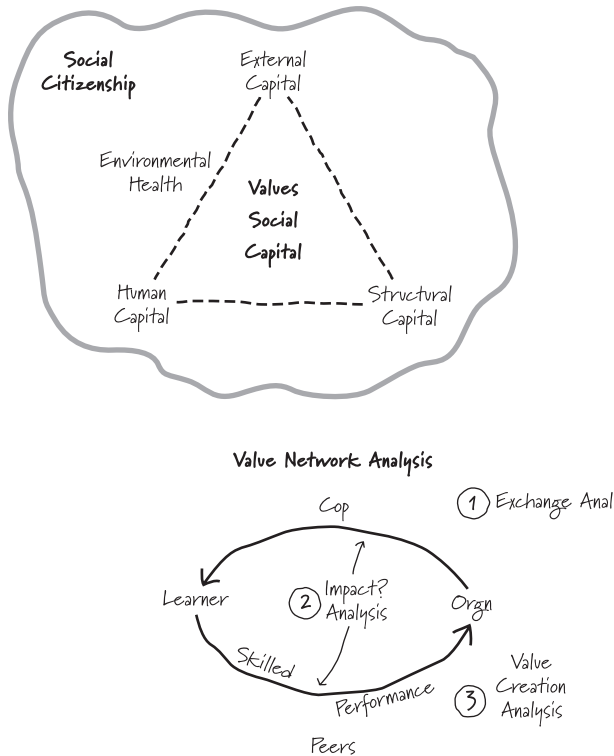 Social
Citizenship
External
Capital
Environmental
Health
Values
Social
Capital
Human
Capital
Structural
Capital
Value Network Analysis
Cop
1 Exchange Anal
Learner
2 Impact?
Analysis
Orgn
Skilled
Performance
Value
Creation
3 Analysis
Peers